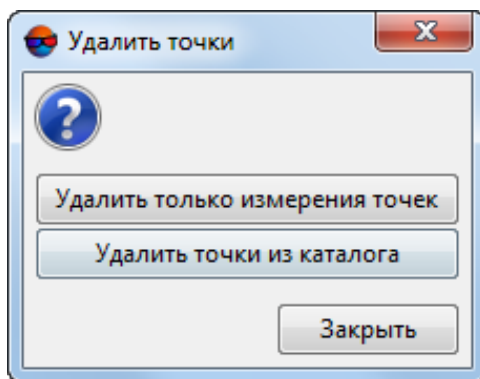 Удалить точки
Удалить только измерения точек
Удалить точки из каталога
Закрыть